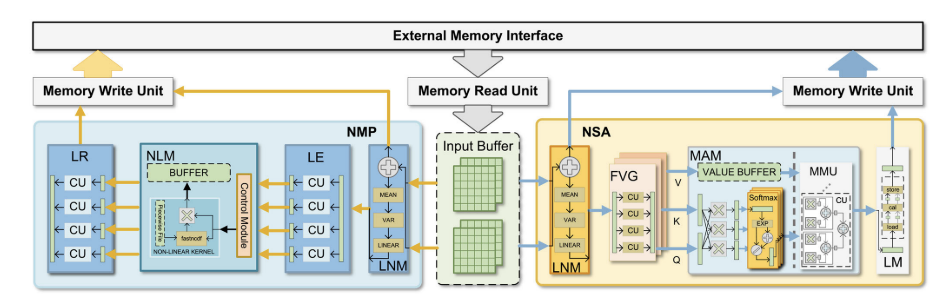 External Memory Interface
Memory Write Unit
Memory Read Unit
Memory Write Unit
NMP
NSA
LR
CU
CU
CU
CU
NLM
BUFFER
Piecewise File
fastmodf
NON-LINEAR KERNEL
Control Module
LE
CU
CU
CU
CU
MEAN
VAR
LINEAR
LNM
Input Buffer
MEAN
VAR
LINEAR
LNM
FVG
CU
CU
CU
CU
V
K
Q
MAM
VALUE BUFFER
Softmax
EXP
MMU
CU
store
cal
load
LM